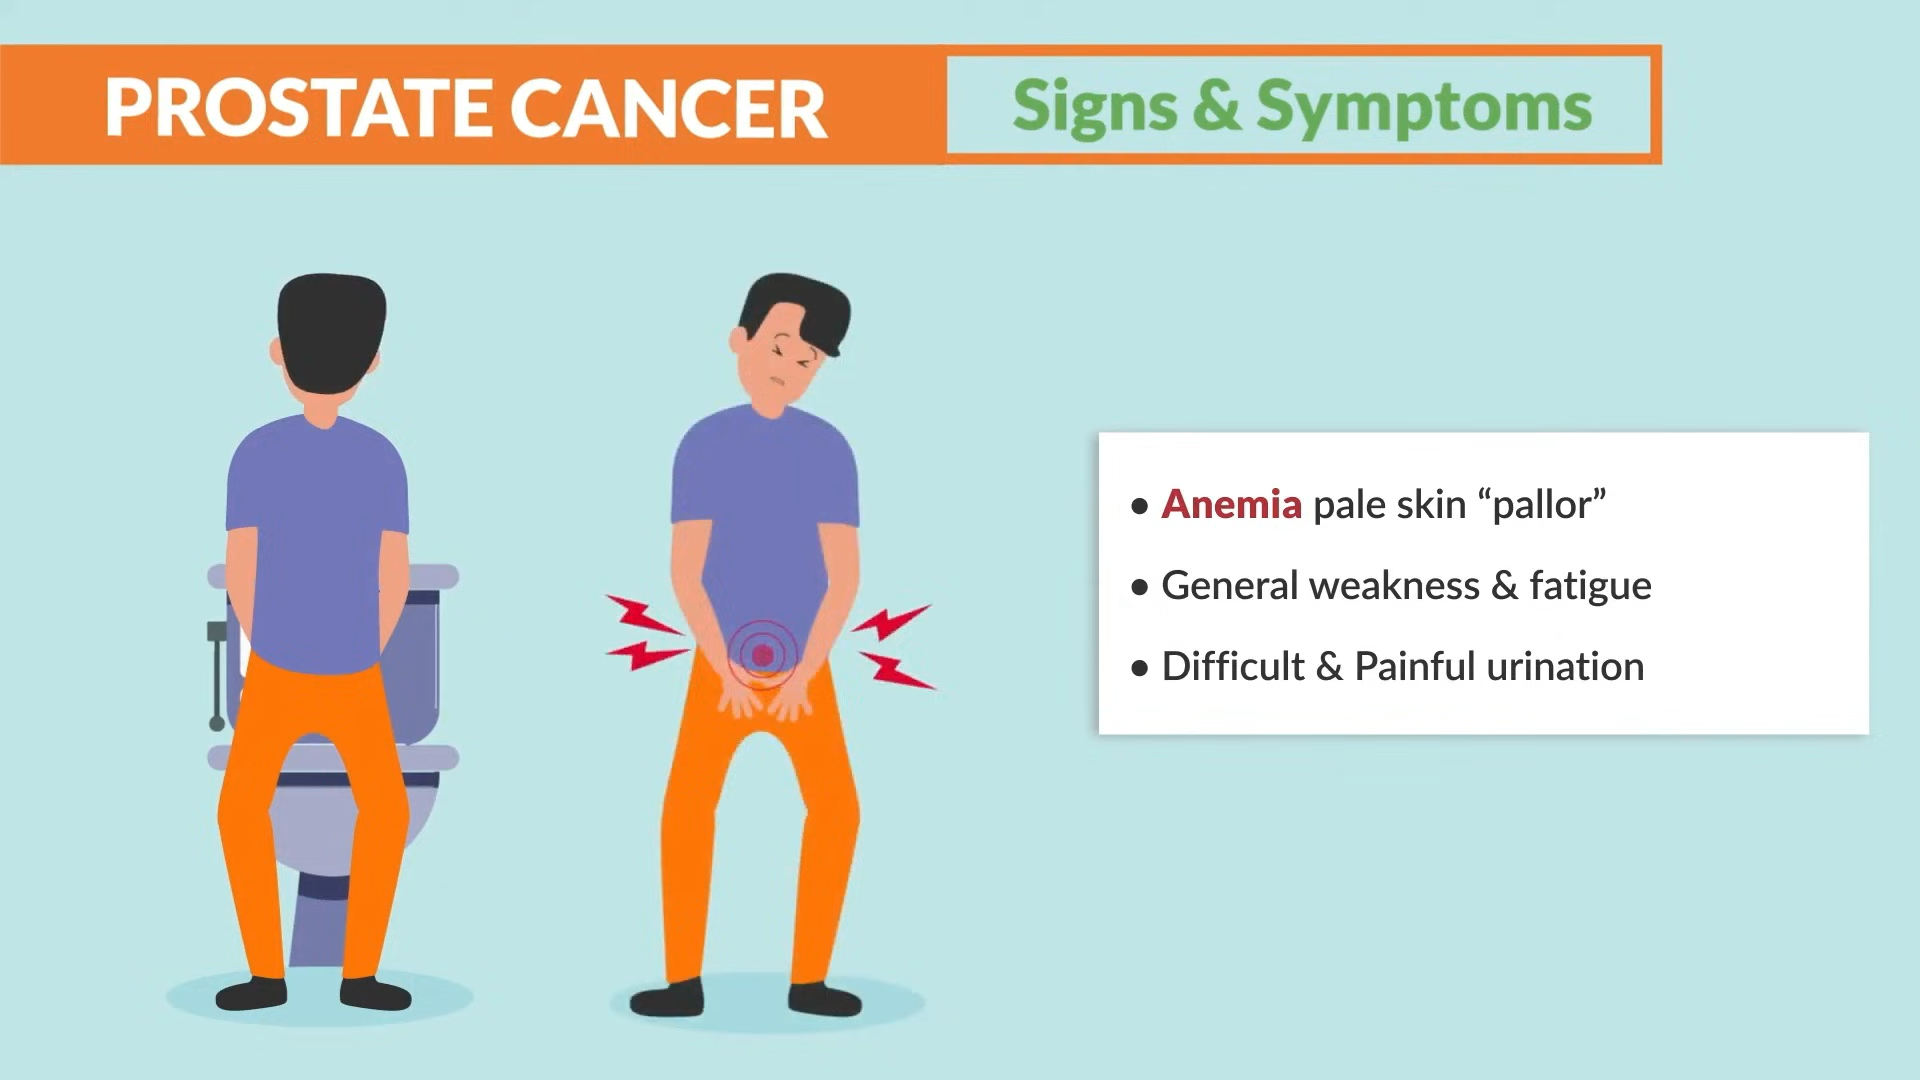 PROSTATE CANCER Signs & Symptoms
• Anemia pale skin “pallor”
• General weakness & fatigue
• Difficult & Painful urination